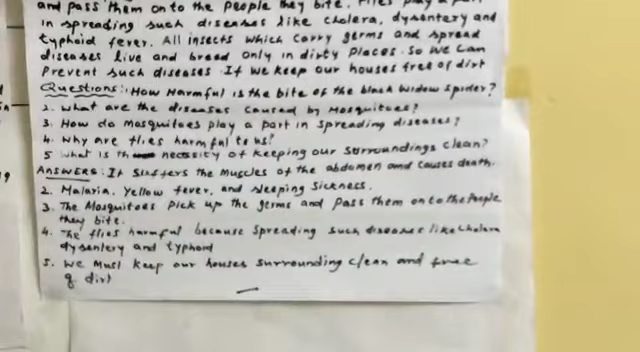 and pass them on to the people they bite. Flies play a part
in spreading such diseases like cholera, dysentery and
typhoid fever. All insects which carry germs and spread
diseases live and breed only in dirty places. So we can
prevent such diseases If we keep our houses free of dirt
Questions:. How Harmful is the bite of the black widow spider?
2. What are the diseases caused by mosquitoes?
3. How do mosquitoes play a part in spreading diseases?
4. Why are flies harmful to us?
5 What is the necessity of keeping our surroundings clean?
Answers: It stiffers the muscles of the abdomen and causes death.
2. Malaria, Yellow fever, and sleeping sickness.
3. The Mosquitoes pick up the germs and pass them on to the people
they bite.
4. The flies harmful because spreading such diseases like cholera
dysentery and typhoid
5. We must keep our houses surrounding clean and free
of dirt